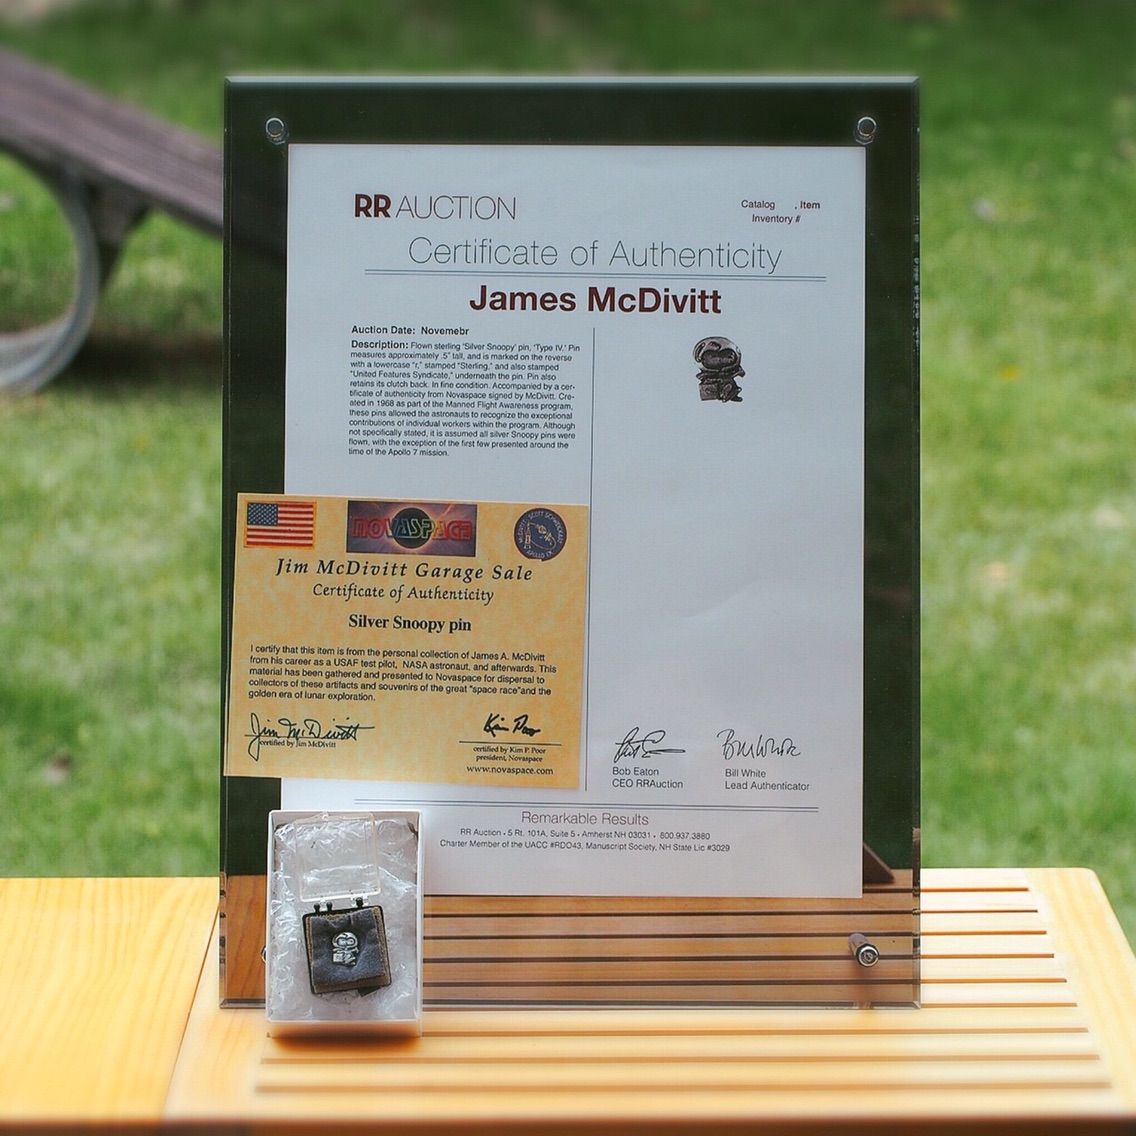 RR AUCTION
Catalog , Item
Inventory #
Certificate of Authenticity
James McDivitt
Auction Date: Novemebr
Description: Flown sterling 'Silver Snoopy' pin, 'Type IV.' Pin
measures approximately .5" tall, and is marked on the reverse
with a lowercase "r," stamped "Sterling," and also stamped
"United Features Syndicate," underneath the pin. Pin also
retains its clutch back. In fine condition. Accompanied by a cer-
tificate of authenticity from Novaspace signed by McDivitt. Cre-
ated in 1968 as part of the Manned Flight Awareness program,
these pins allowed the astronauts to recognize the exceptional
contributions of individual workers within the program. Although
not specifically stated, it is assumed all silver Snoopy pins were
flown, with the exception of the first few presented around the
time of the Apollo 7 mission.
NOVASPACE
McDIVITT SCOTT SCHWEICKART
APOLLO IX
Jim McDivitt Garage Sale
Certificate of Authenticity
Silver Snoopy pin
I certify that this item is from the personal collection of James A. McDivitt
from his career as a USAF test pilot, NASA astronaut, and afterwards. This
material has been gathered and presented to Novaspace for dispersal to
collectors of these artifacts and souvenirs of the great "space race"and the
golden era of lunar exploration.
Jim McDivitt
certified by Jim McDivitt
Kim Poor
certified by Kim P. Poor
president, Novaspace
www.novaspace.com
Bob Eaton
CEO RRAuction
Bill White
Bill White
Lead Authenticator
Remarkable Results
RR Auction • 5 Rt. 101A, Suite 5 • Amherst NH 03031 • 800.937.3880
Charter Member of the UACC #RDO43, Manuscript Society, NH State Lic #3029